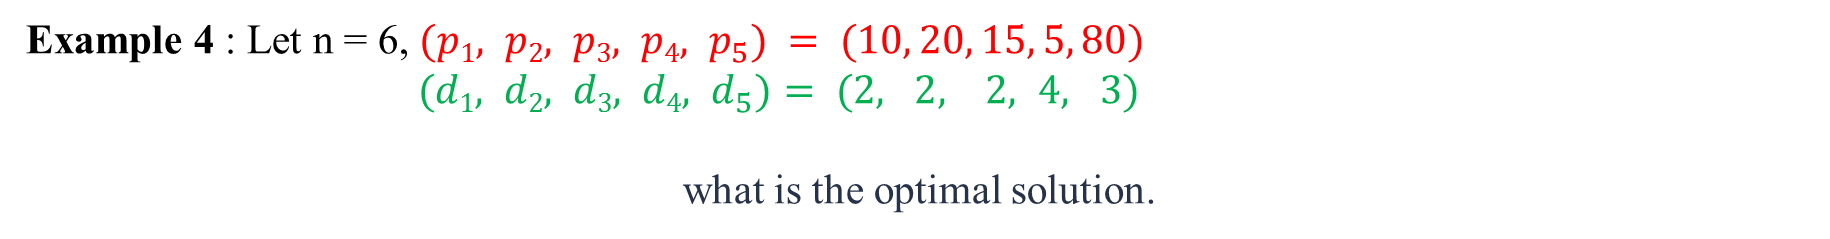 Example 4 : Let n = 6, (p₁, p₂, p₃, p₄, p₅) = (10, 20, 15, 5, 80)
(d₁, d₂, d₃, d₄, d₅) = (2, 2, 2, 4, 3)
what is the optimal solution.